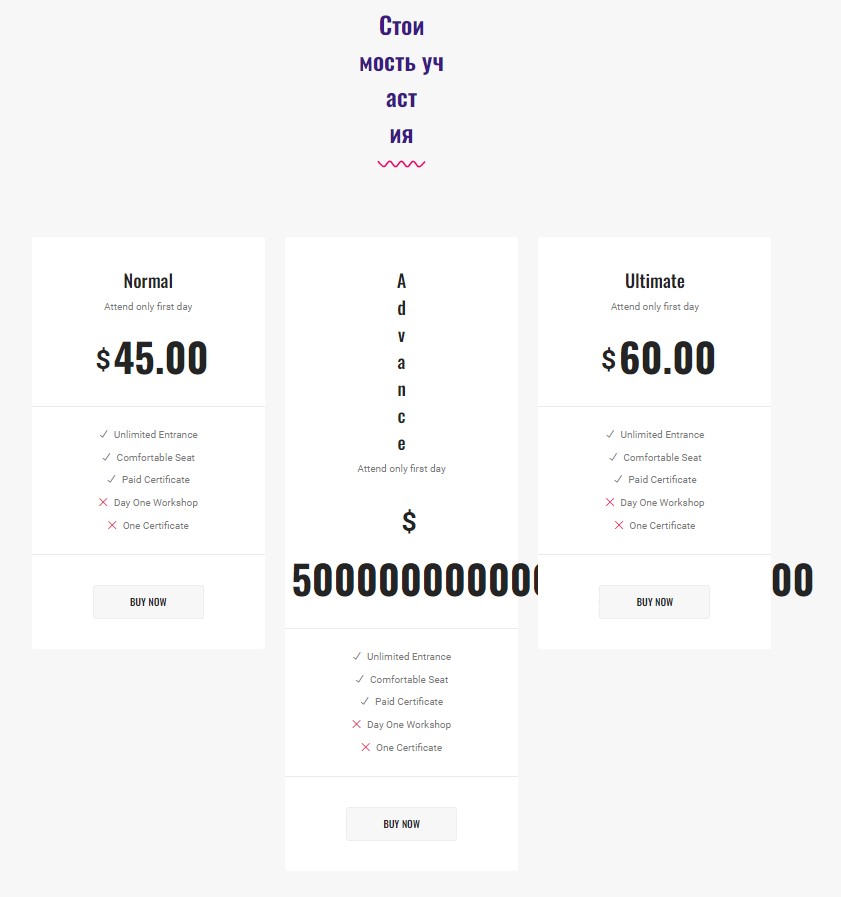 Стои
мость уч
аст
ия
Normal
Attend only first day
$45.00
Unlimited Entrance
Comfortable Seat
Paid Certificate
Day One Workshop
One Certificate
BUY NOW
A
d
v
a
n
c
e
Attend only first day
$
500000000000
00
Unlimited Entrance
Comfortable Seat
Paid Certificate
Day One Workshop
One Certificate
BUY NOW
Ultimate
Attend only first day
$60.00
Unlimited Entrance
Comfortable Seat
Paid Certificate
Day One Workshop
One Certificate
BUY NOW